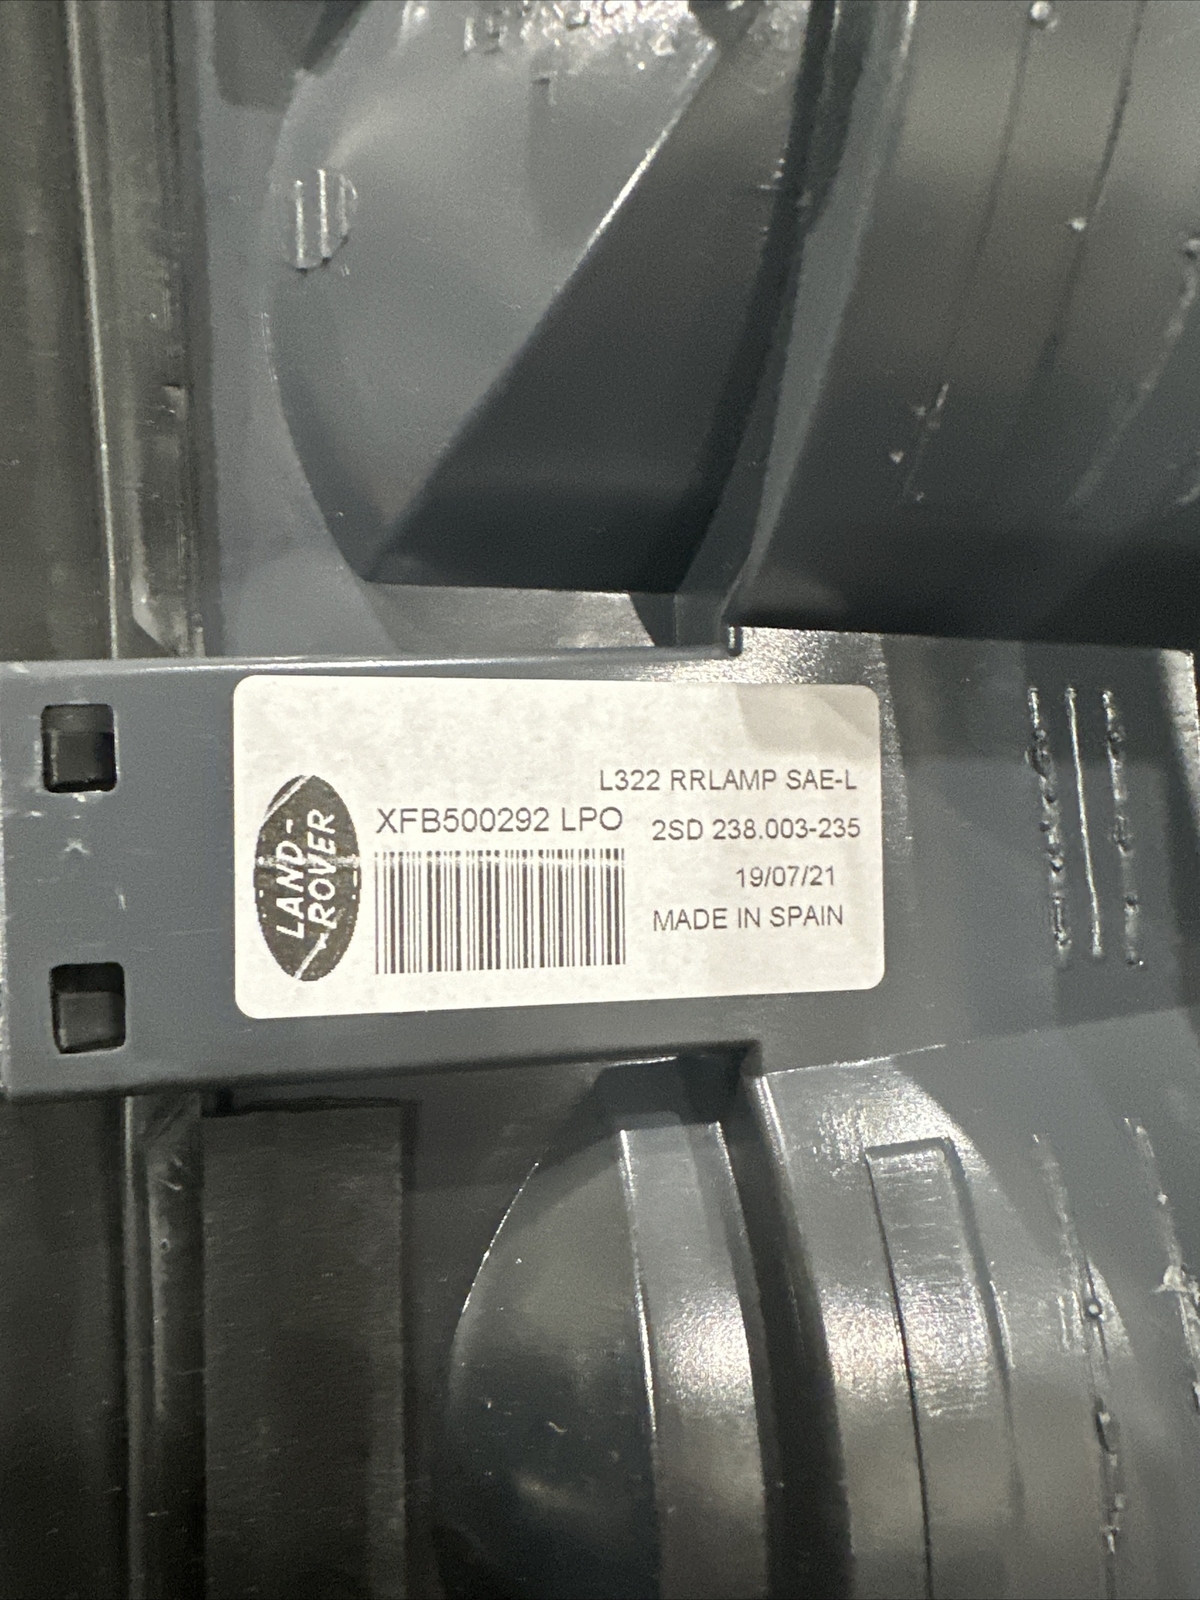 LAND-
-ROVER
XFB500292 LPO
L322 RRLAMP SAE-L
2SD 238.003-235
19/07/21
MADE IN SPAIN